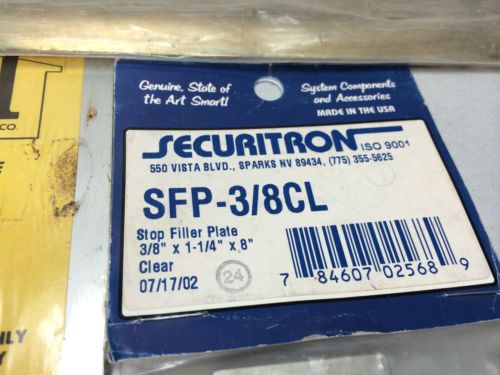 Genuine, State of
the Art Smart!
System Components
and Accessories
MADE IN THE USA
SECURITRON ISO 9001
550 VISTA BLVD., SPARKS NV 89434, (775) 355-5625
SFP-3/8CL
Stop Filler Plate
3/8" x 1-1/4" x 8"
Clear
07/17/02
24
7 84607 02568 9
CO.